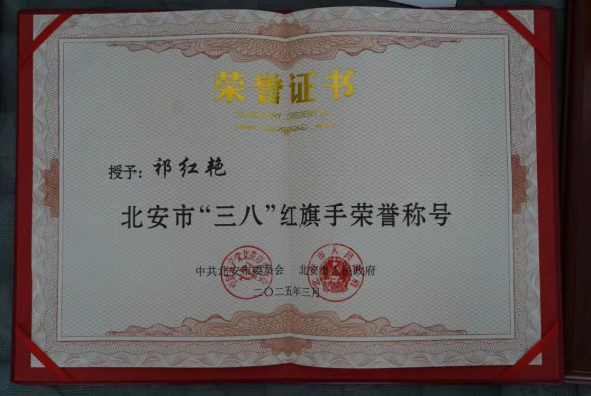 荣誉证书
HONORARY CREDENTIAL
授予：祁红艳
北安市“三八”红旗手荣誉称号
中共北安市委员会 北安市人民政府
二〇二五年三月